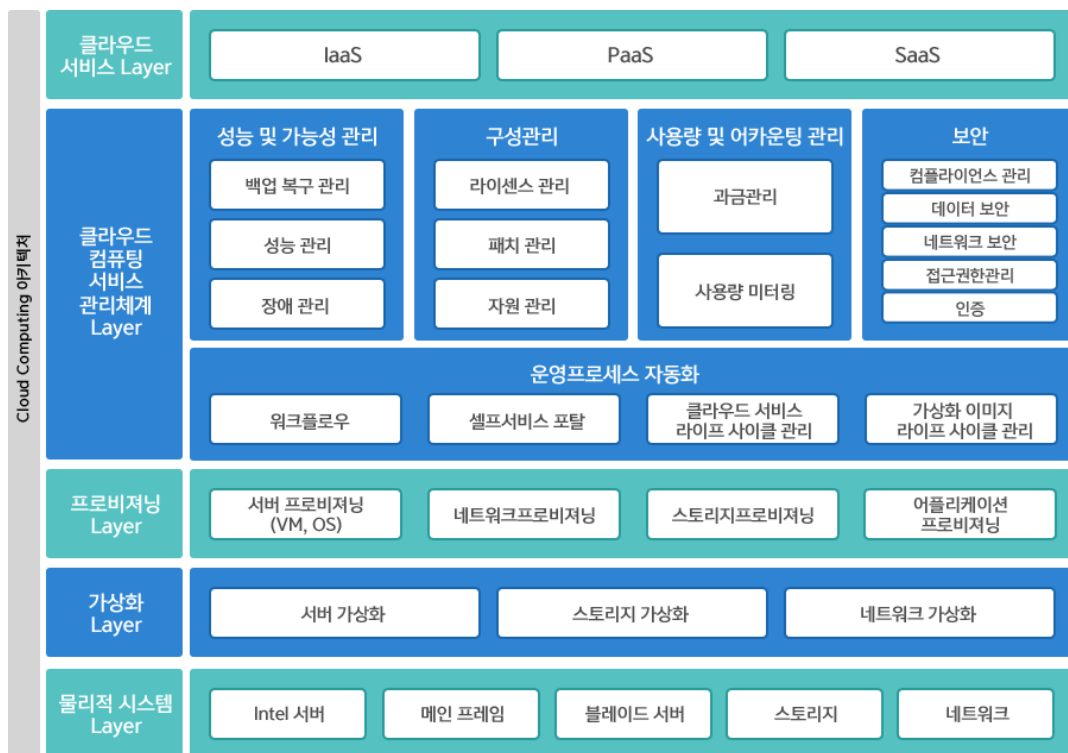 Cloud Computing 아키텍처
클라우드
서비스 Layer
IaaS
PaaS
SaaS
클라우드
컴퓨팅
서비스
관리체계
Layer
성능 및 가능성 관리
백업 복구 관리
성능 관리
장애 관리
구성관리
라이센스 관리
패치 관리
자원 관리
사용량 및 어카운팅 관리
과금관리
사용량 미터링
보안
컴플라이언스 관리
데이터 보안
네트워크 보안
접근권한관리
인증
운영프로세스 자동화
워크플로우
셀프서비스 포탈
클라우드 서비스
라이프 사이클 관리
가상화 이미지
라이프 사이클 관리
프로비져닝
Layer
서버 프로비져닝
(VM, OS)
네트워크프로비져닝
스토리지프로비져닝
어플리케이션
프로비져닝
가상화
Layer
서버 가상화
스토리지 가상화
네트워크 가상화
물리적 시스템
Layer
Intel 서버
메인 프레임
블레이드 서버
스토리지
네트워크